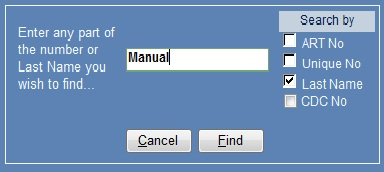 Search by
Enter any part of
the number or
Last Name you
wish to find...
Manual
ART No
Unique No
Last Name
CDC No
Cancel
Find